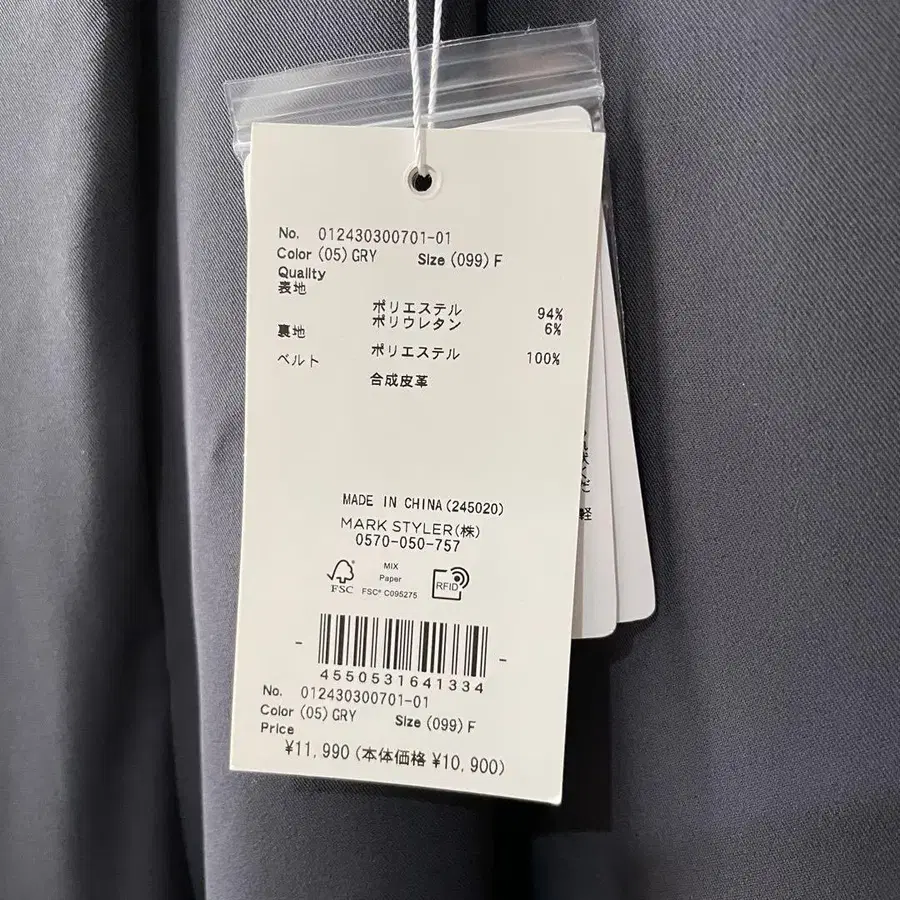 No. 012430300701-01
Color (05) GRY Size (099) F
Quality
表地
ポリエステル 94%
ポリウレタン 6%
裏地
ポリエステル 100%
ベルト
合成皮革
MADE IN CHINA(245020)
MARK STYLER(株)
0570-050-757
FSC
MIX
Paper
FSC® C095275
RFID
4550531641334
No. 012430300701-01
Color (05) GRY Size (099) F
Price
¥11,990 (本体価格 ¥10,900)
軽